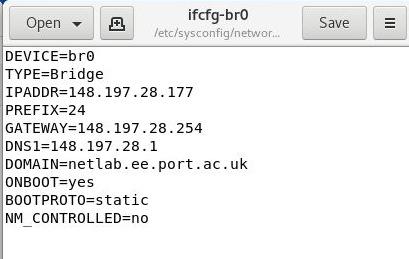 Open
ifcfg-br0
/etc/sysconfig/networ...
Save
DEVICE=br0
TYPE=Bridge
IPADDR=148.197.28.177
PREFIX=24
GATEWAY=148.197.28.254
DNS1=148.197.28.1
DOMAIN=netlab.ee.port.ac.uk
ONBOOT=yes
BOOTPROTO=static
NM_CONTROLLED=no